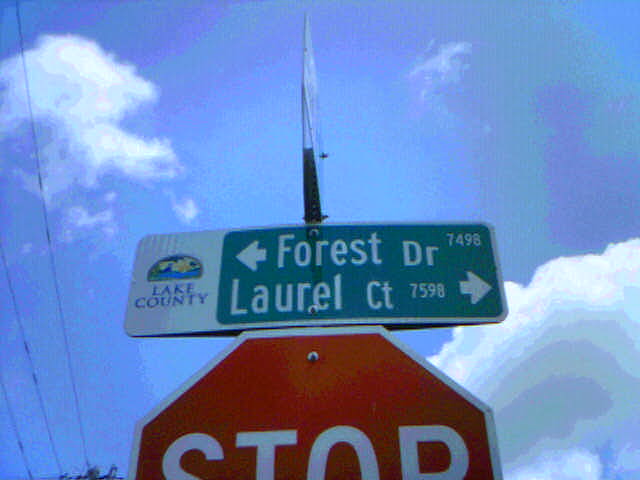 Forest Dr 7498
Laurel Ct 7598
LAKE
COUNTY
STOP